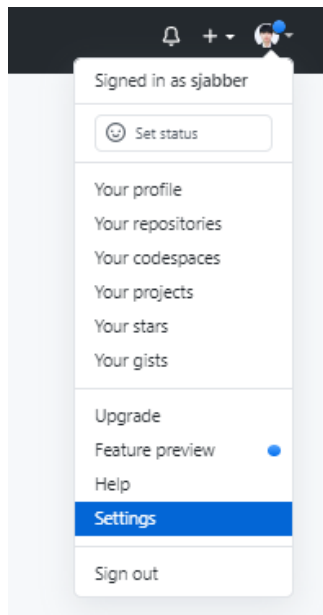 Signed in as sjabber
Set status
Your profile
Your repositories
Your codespaces
Your projects
Your stars
Your gists
Upgrade
Feature preview
Help
Settings
Sign out